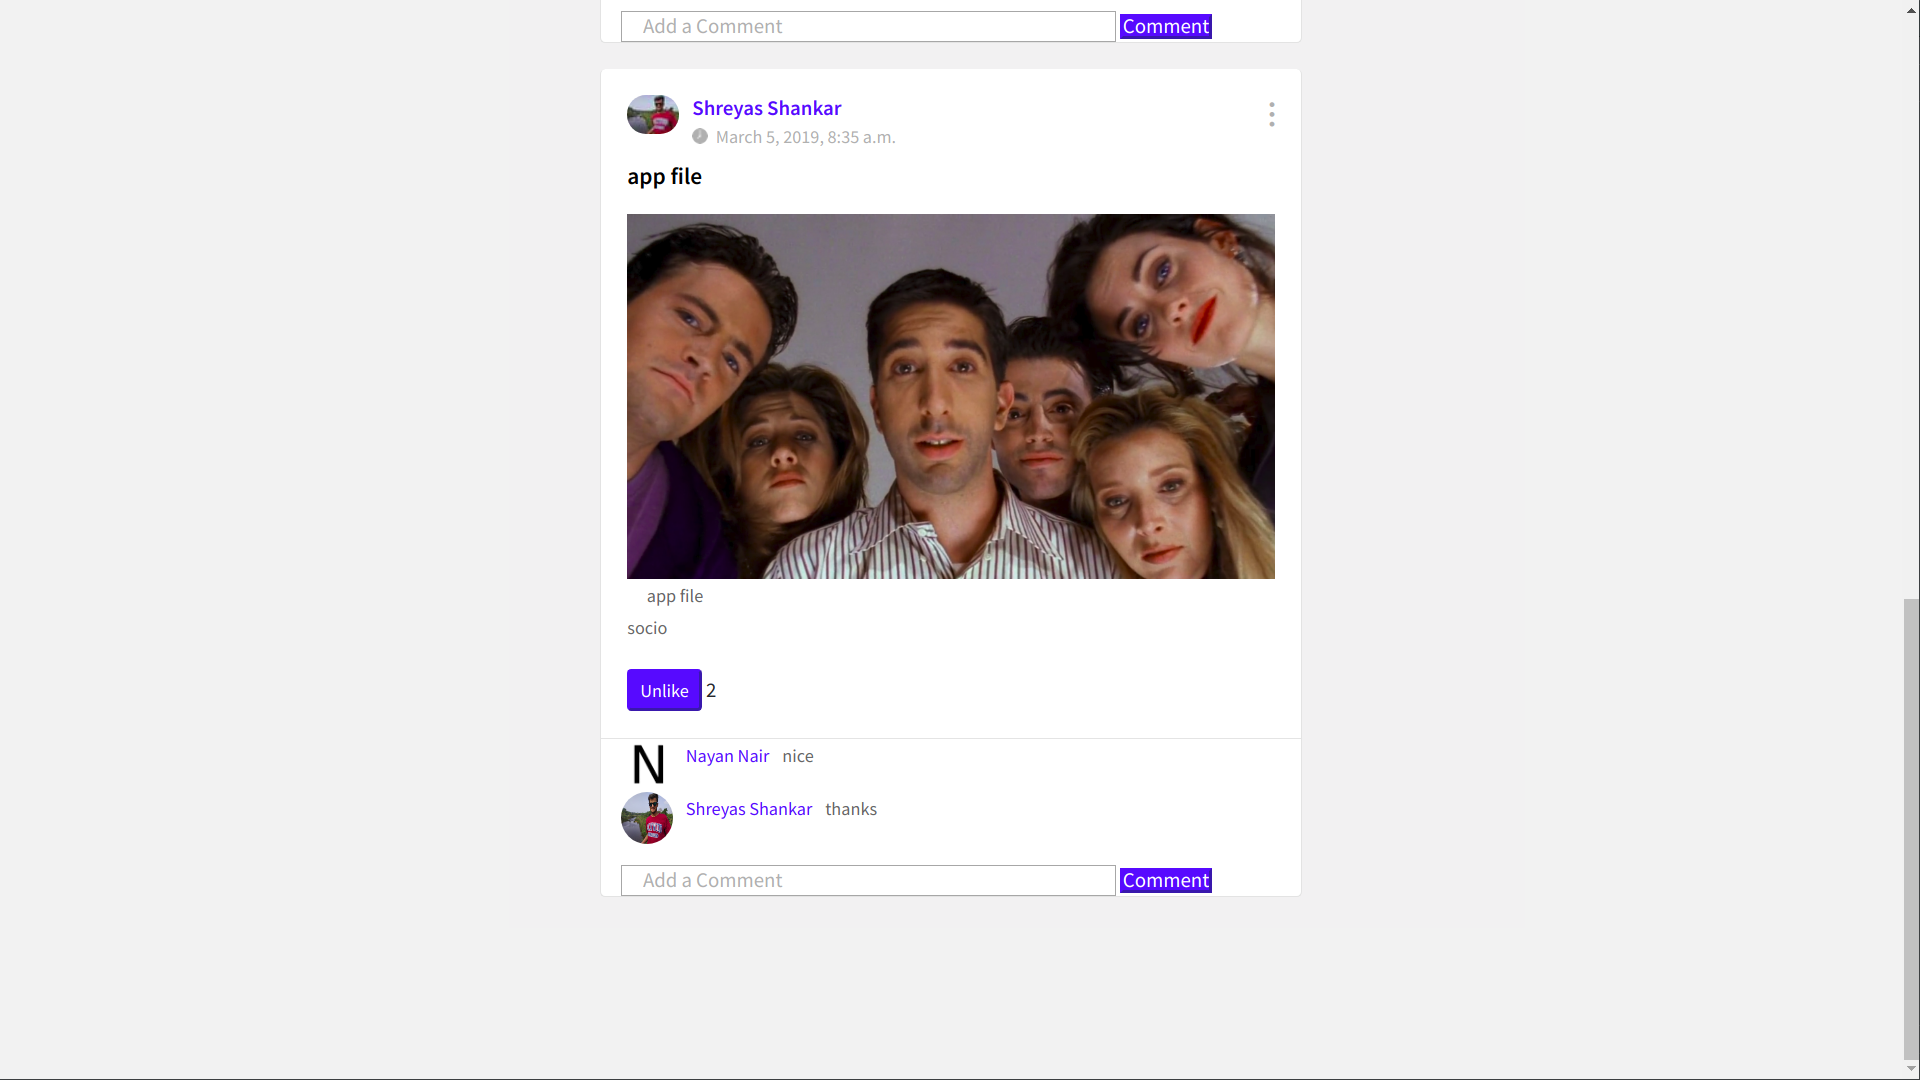 Add a Comment Comment
Shreyas Shankar
March 5, 2019, 8:35 a.m.
app file
app file
socio
Unlike 2
N Nayan Nair nice
Shreyas Shankar thanks
Add a Comment Comment